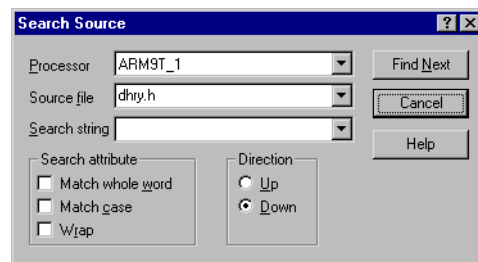 Search Source
Processor ARM9T_1 Find Next
Source file dhry.h Cancel
Search string Help
Search attribute Direction
Match whole word Up
Match case Down
Wrap